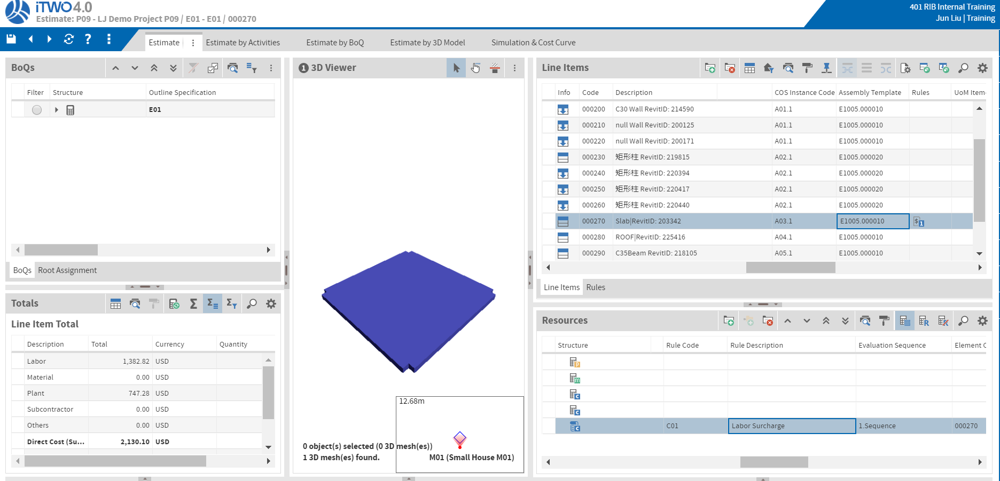 iTWO 4.0
Estimate: P09 - LJ Demo Project P09 / E01 - E01 / 000270
401 RIB Internal Training
Jun Liu | Training
Estimate
Estimate by Activities
Estimate by BoQ
Estimate by 3D Model
Simulation & Cost Curve
BoQs
Filter Structure Outline Specification
E01
BoQs Root Assignment
Totals
Line Item Total
Description Total Currency Quantity
Labor 1,382.82 USD
Material 0.00 USD
Plant 747.28 USD
Subcontractor 0.00 USD
Others 0.00 USD
Direct Cost (Su... 2,130.10 USD
1 3D Viewer
12.68m
0 object(s) selected (0 3D mesh(es))
1 3D mesh(es) found.
M01 (Small House M01)
Line Items
Info Code Description COS Instance Code Assembly Template Rules UoM Item-
000200 C30 Wall RevitID: 214590 A01.1 E1005.000010
000210 null Wall RevitID: 200125 A01.1 E1005.000010
000220 null Wall RevitID: 200171 A01.1 E1005.000010
000230 矩形柱 RevitID: 219815 A02.1 E1005.000020
000240 矩形柱 RevitID: 220394 A02.1 E1005.000020
000250 矩形柱 RevitID: 220417 A02.1 E1005.000020
000260 矩形柱 RevitID: 220440 A02.1 E1005.000020
000270 Slab|RevitID: 203342 A03.1 E1005.000010 $ 1
000280 ROOF|RevitID: 225416 A04.1 E1005.000010
000290 C35Beam RevitID: 218105 A05.1 E1005.000010
Line Items Rules
Resources
Structure Rule Code Rule Description Evaluation Sequence Element C
C01 Labor Surcharge 1.Sequence 000270